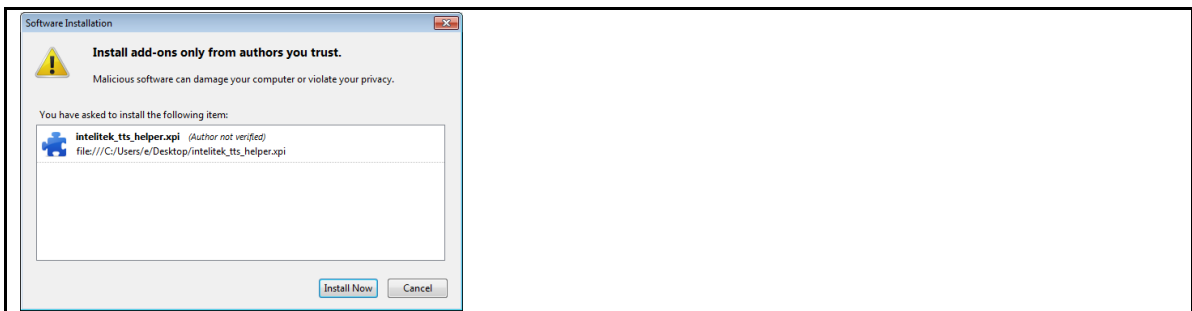 Software Installation
Install add-ons only from authors you trust.
Malicious software can damage your computer or violate your privacy.
You have asked to install the following item:
intelitek_tts_helper.xpi (Author not verified)
file:///C:/Users/e/Desktop/intelitek_tts_helper.xpi
Install Now Cancel